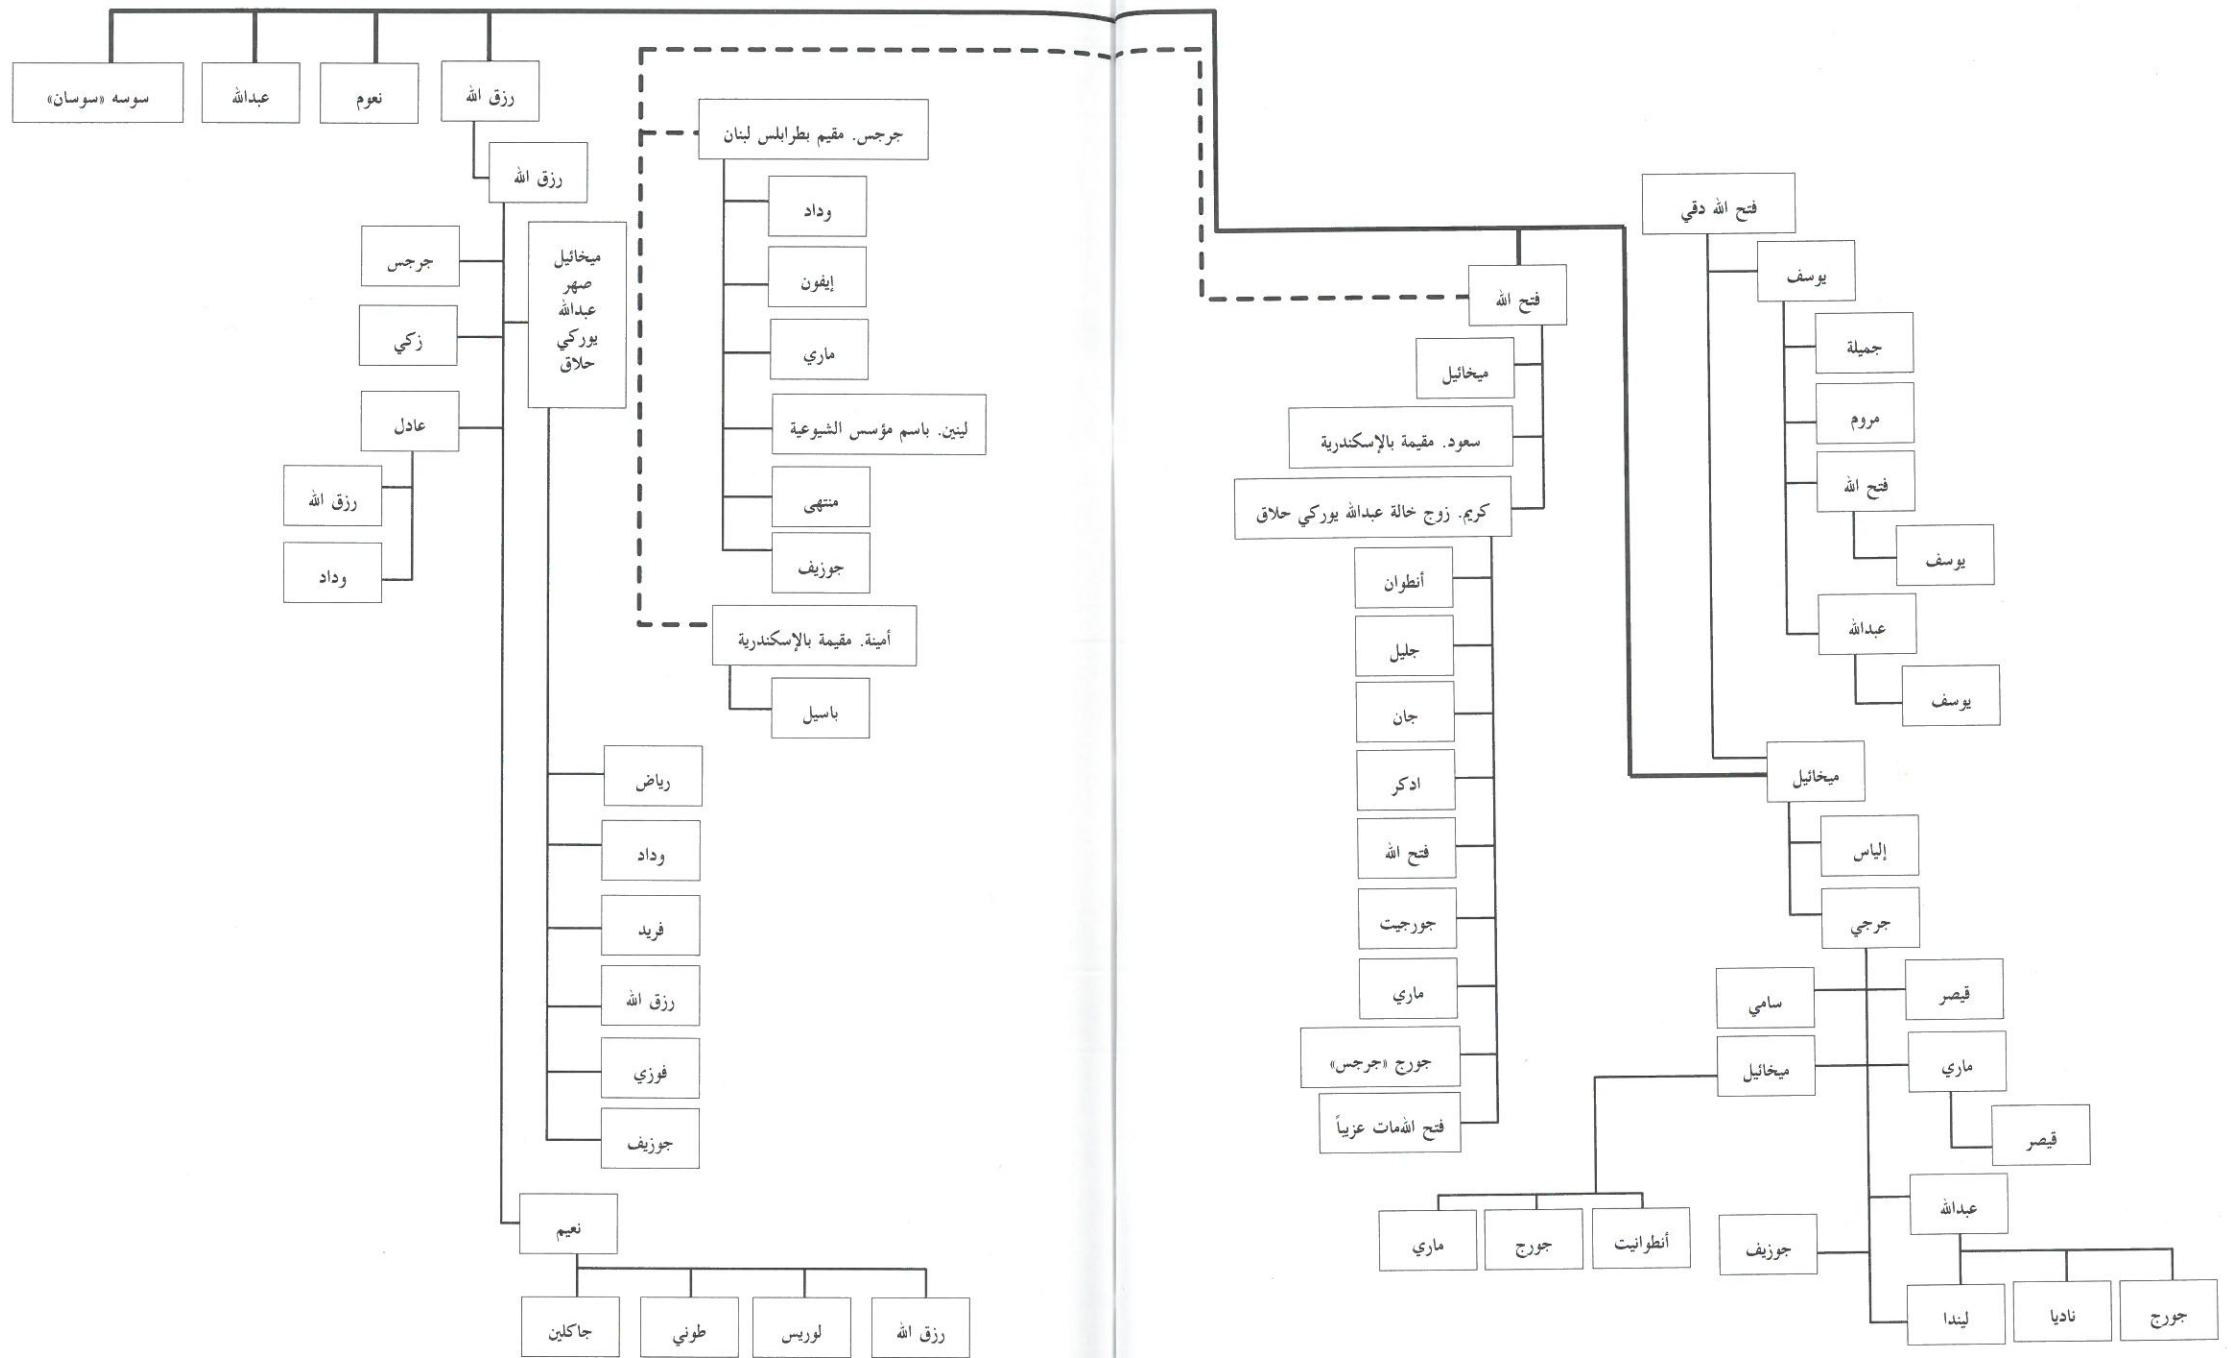 فتح الله دقي
يوسف
جميلة
مروم
فتح الله
يوسف
عبدالله
يوسف
ميخائيل
إلياس
جرجي
قيصر
سامي
ماري
ميخائيل
قيصر
أنطوانيت
جورج
ماري
عبدالله
جوزيف
جورج
ناديا
ليندا
فتح الله
ميخائيل
سعود. مقيمة بالإسكندرية
كريم. زوج خالة عبدالله يوركي حلاق
أنطوان
جليل
جان
ادكر
فتح الله
جورجيت
ماري
جورج «جرجس»
فتح اللهمات عزيباً
جرجس. مقيم بطرابلس لبنان
وداد
إيفون
ماري
لينين. باسم مؤسس الشيوعية
منتهى
جوزيف
أمينة. مقيمة بالإسكندرية
باسيل
رزق الله
نعوم
عبدالله
سوسه «سوسان»
رزق الله
ميخائيل
صهر
عبدالله
يوركي
حلاق
جرجس
زكي
عادل
رزق الله
وداد
رياض
وداد
فريد
رزق الله
فوزي
جوزيف
نعيم
رزق الله
لوريس
طوني
جاكلين